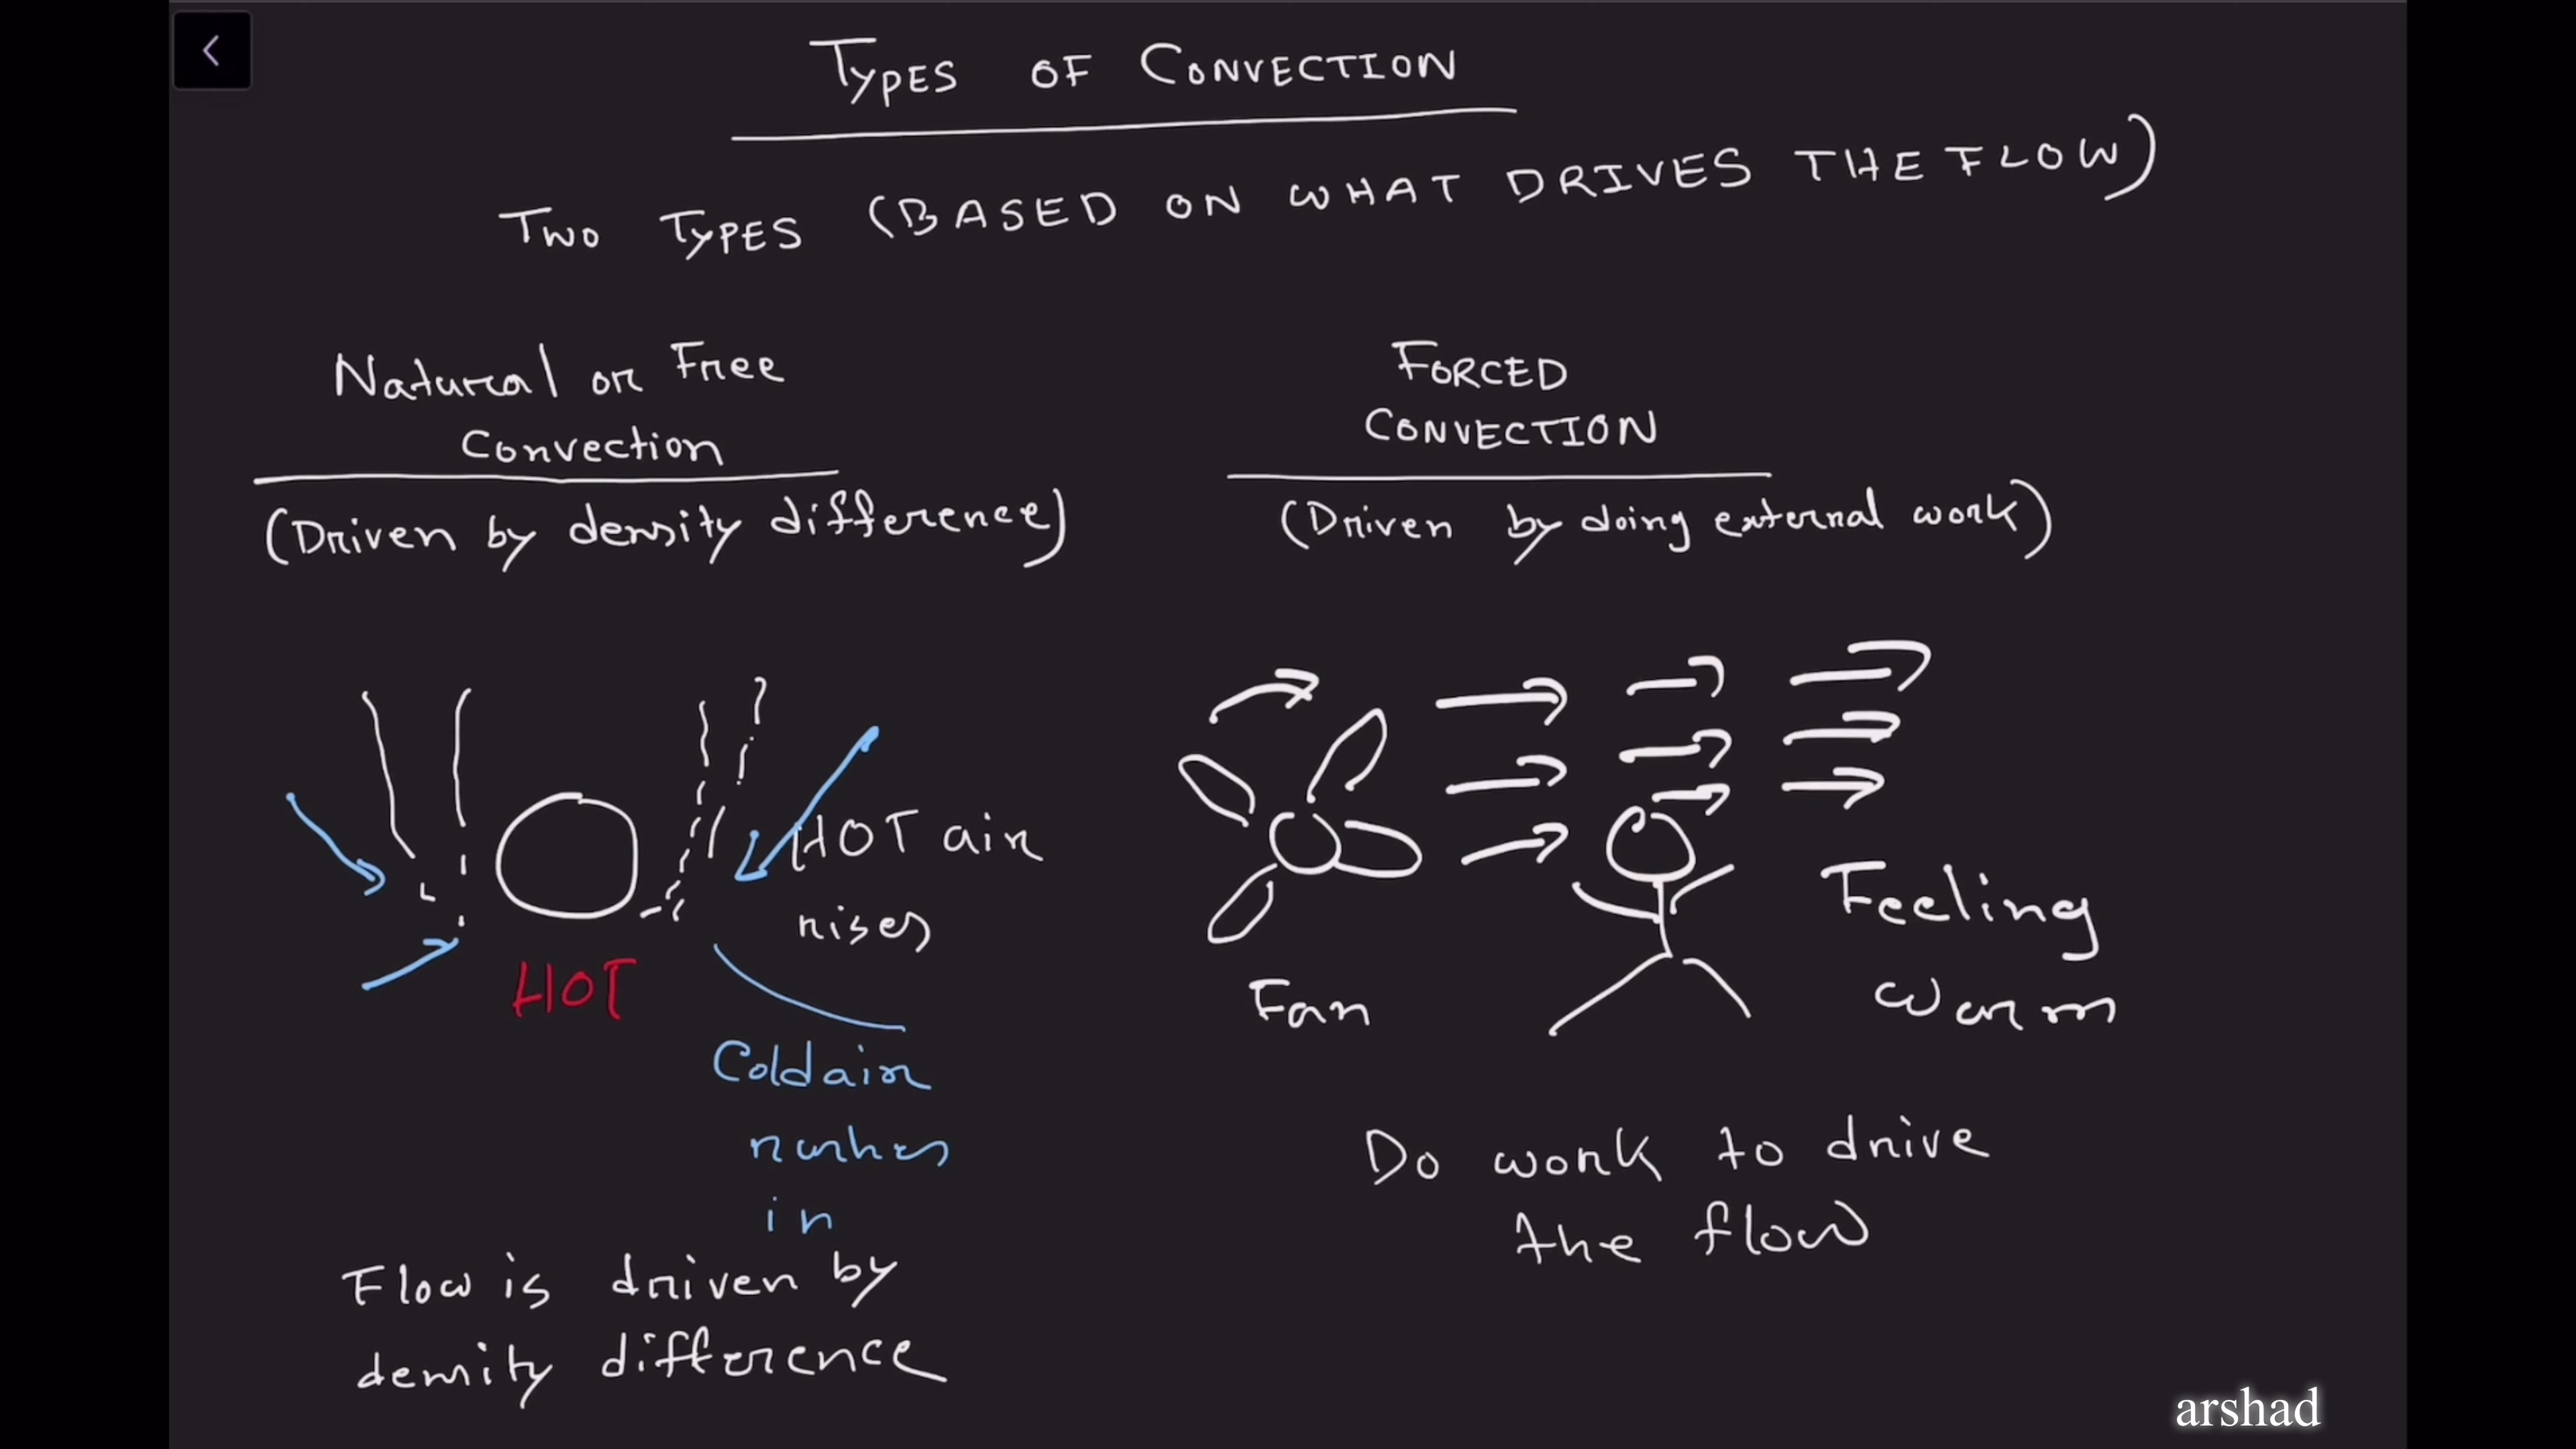 TYPES OF CONVECTION
TWO TYPES (BASED ON WHAT DRIVES THE FLOW)
Natural or Free
Convection
(Driven by density difference)
HOT air
rises
HOT
Cold air
rushes
in
Flow is driven by
density difference
FORCED
CONVECTION
(Driven by doing external work)
Fan
Feeling
warm
Do work to drive
the flow
arshad